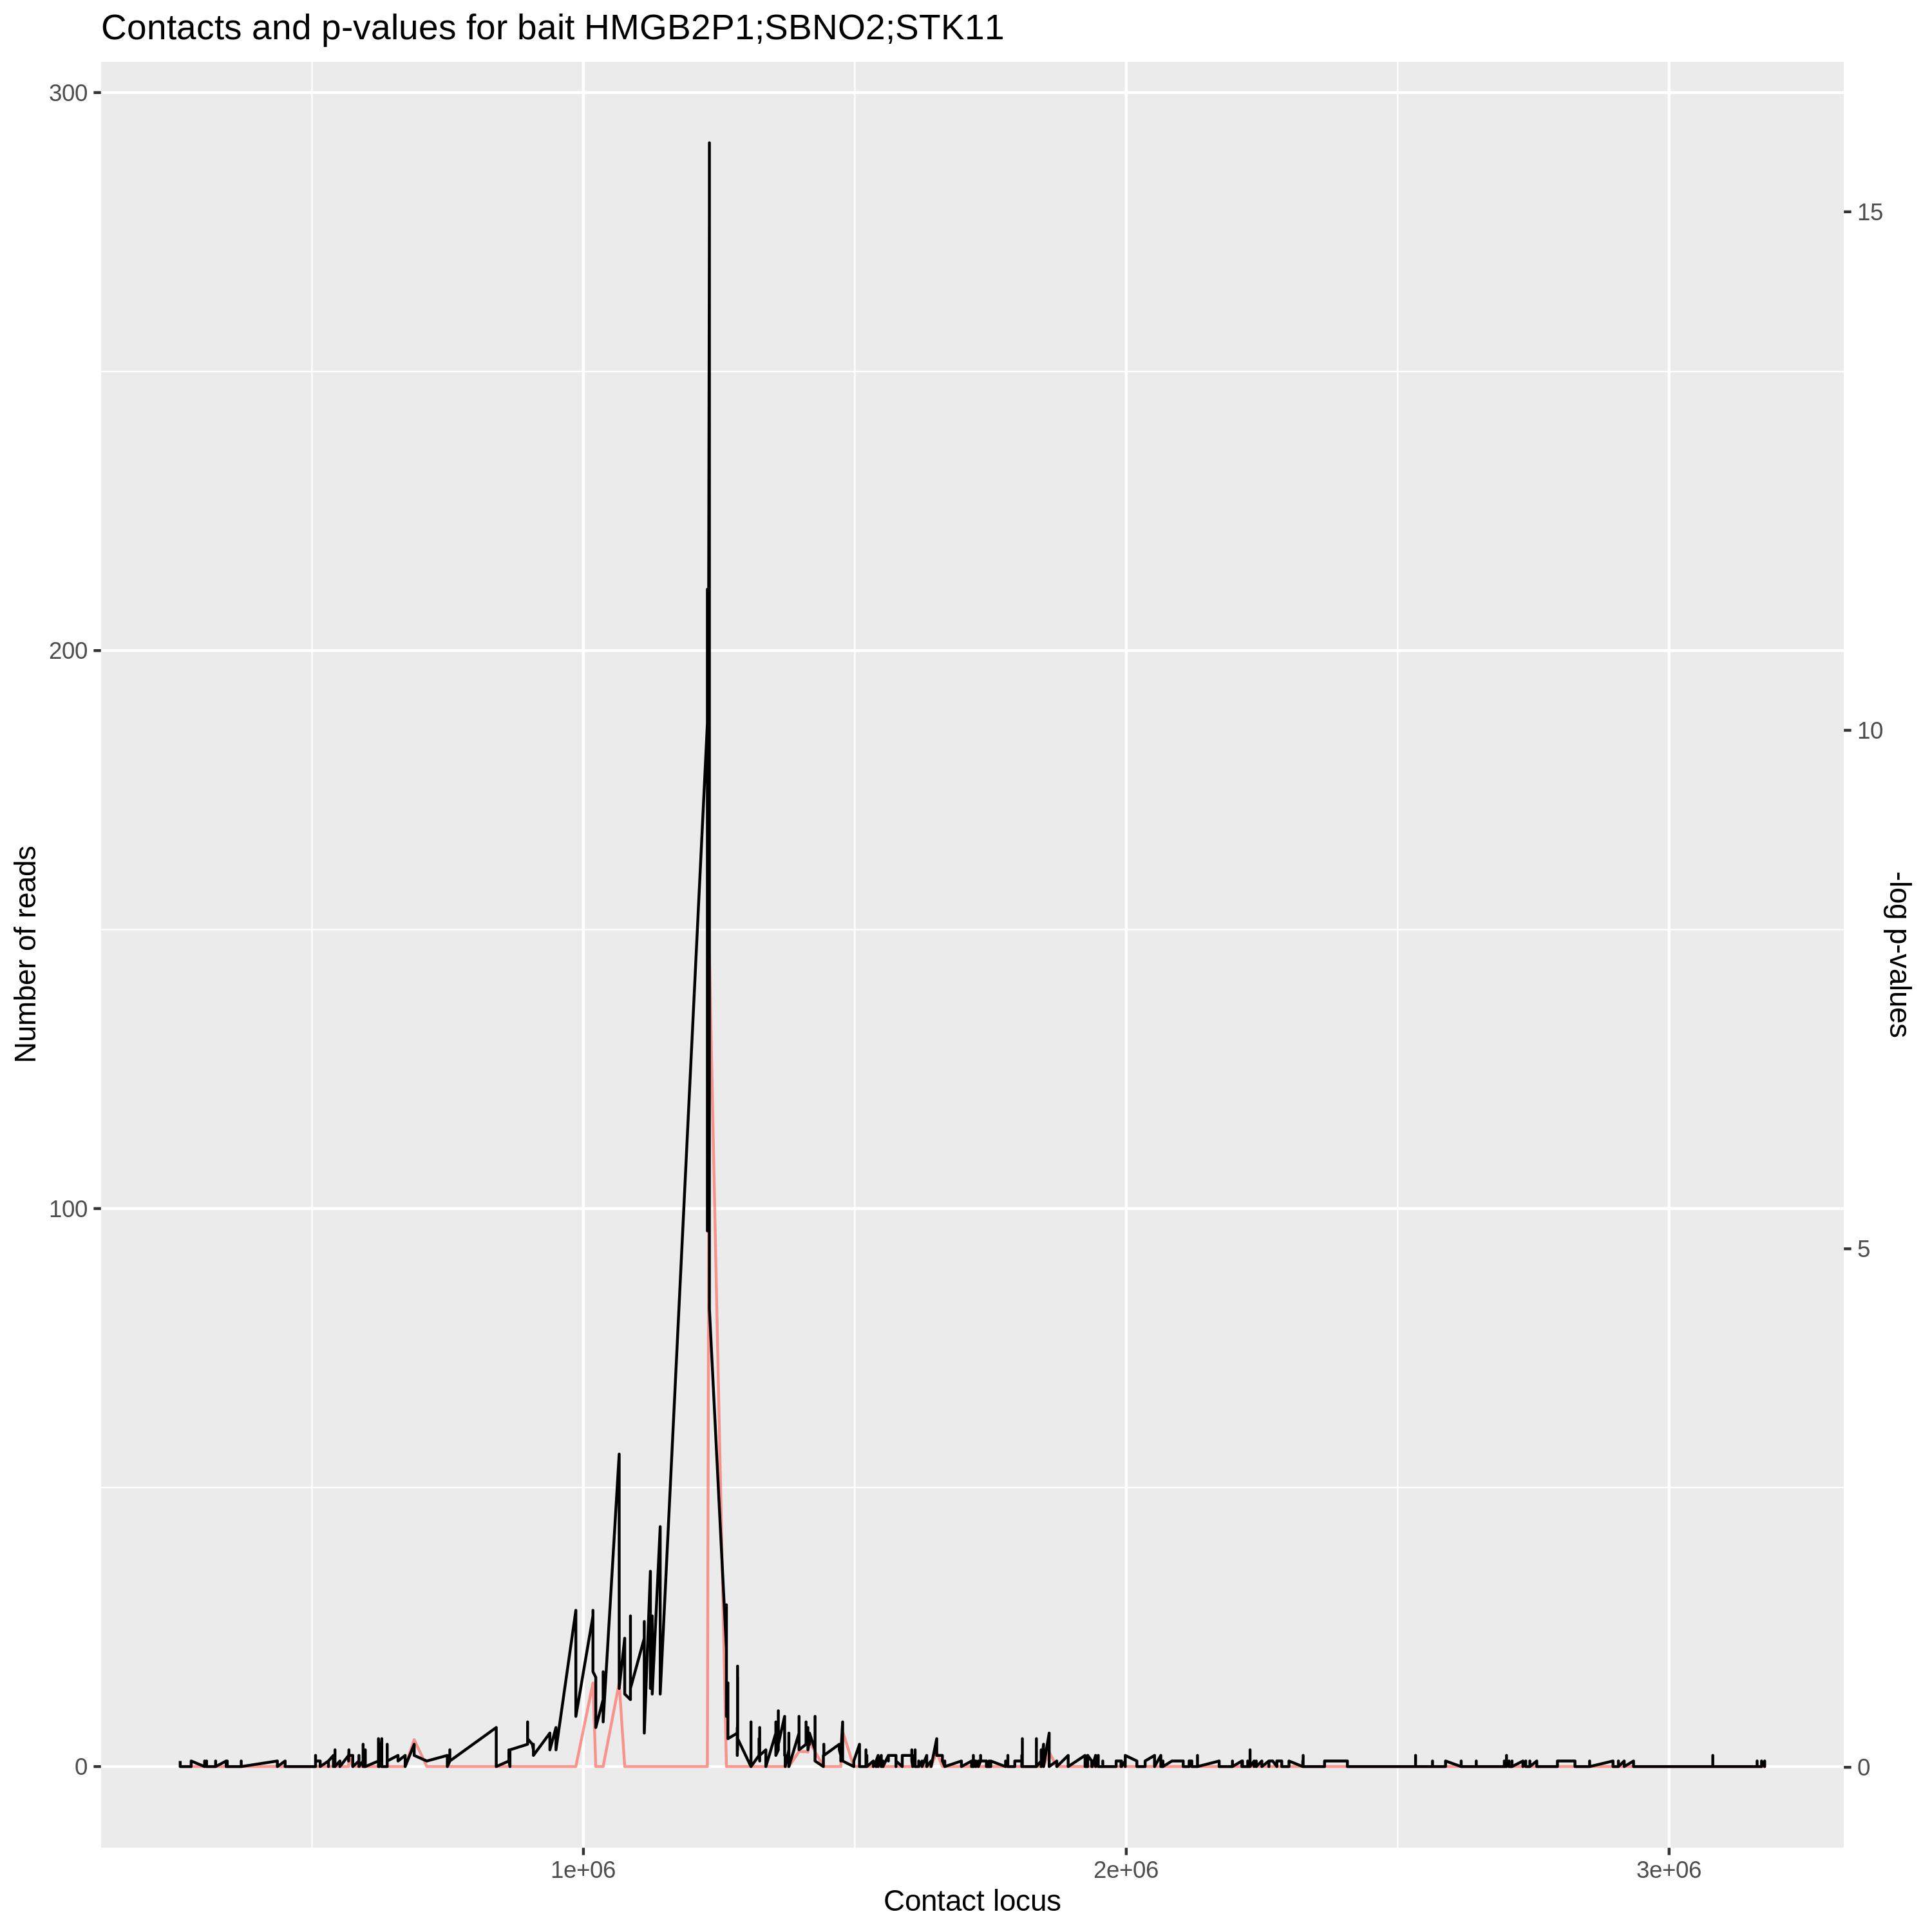 Contacts and p-values for bait HMGB2P1;SBNO2;STK11
300
200
100
0
Number of reads
15
10
5
0
-log p-values
1e+06
2e+06
3e+06
Contact locus